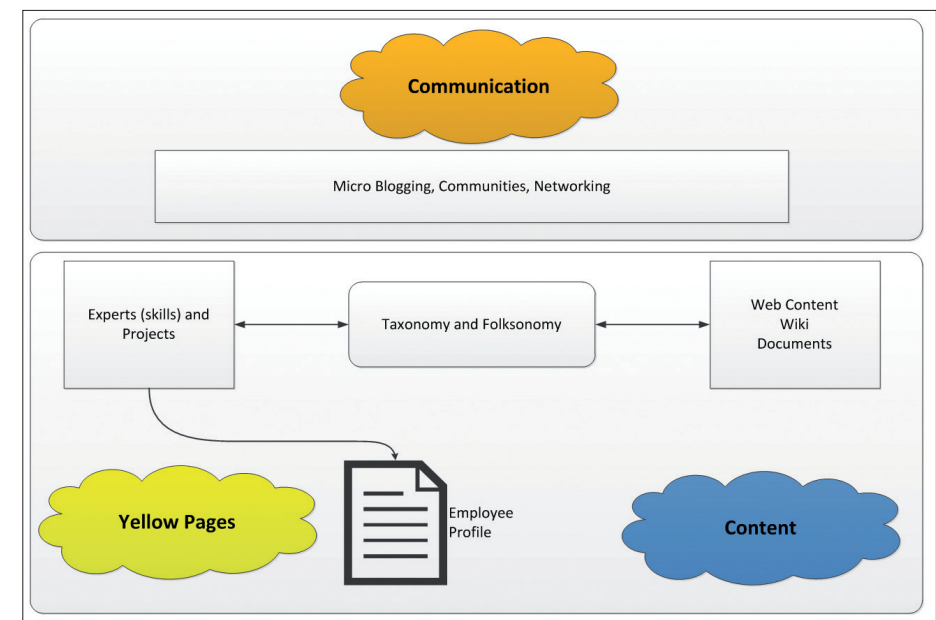 Communication
Micro Blogging, Communities, Networking
Experts (skills) and
Projects
Taxonomy and Folksonomy
Web Content
Wiki
Documents
Yellow Pages
Employee
Profile
Content